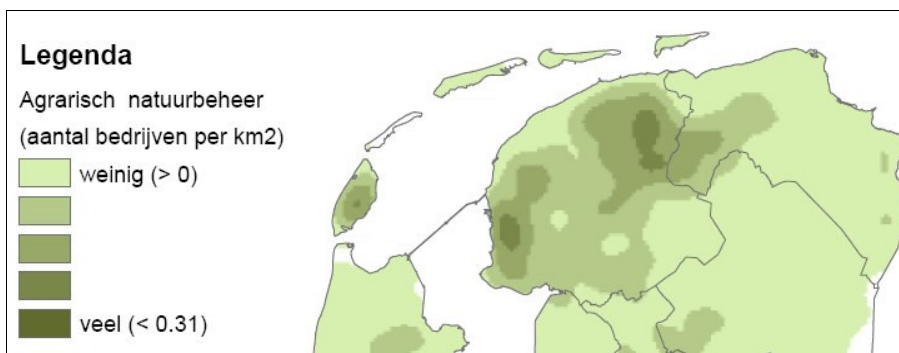 Legenda
Agrarisch natuurbeheer
(aantal bedrijven per km2)
weinig (> 0)
veel (< 0.31)